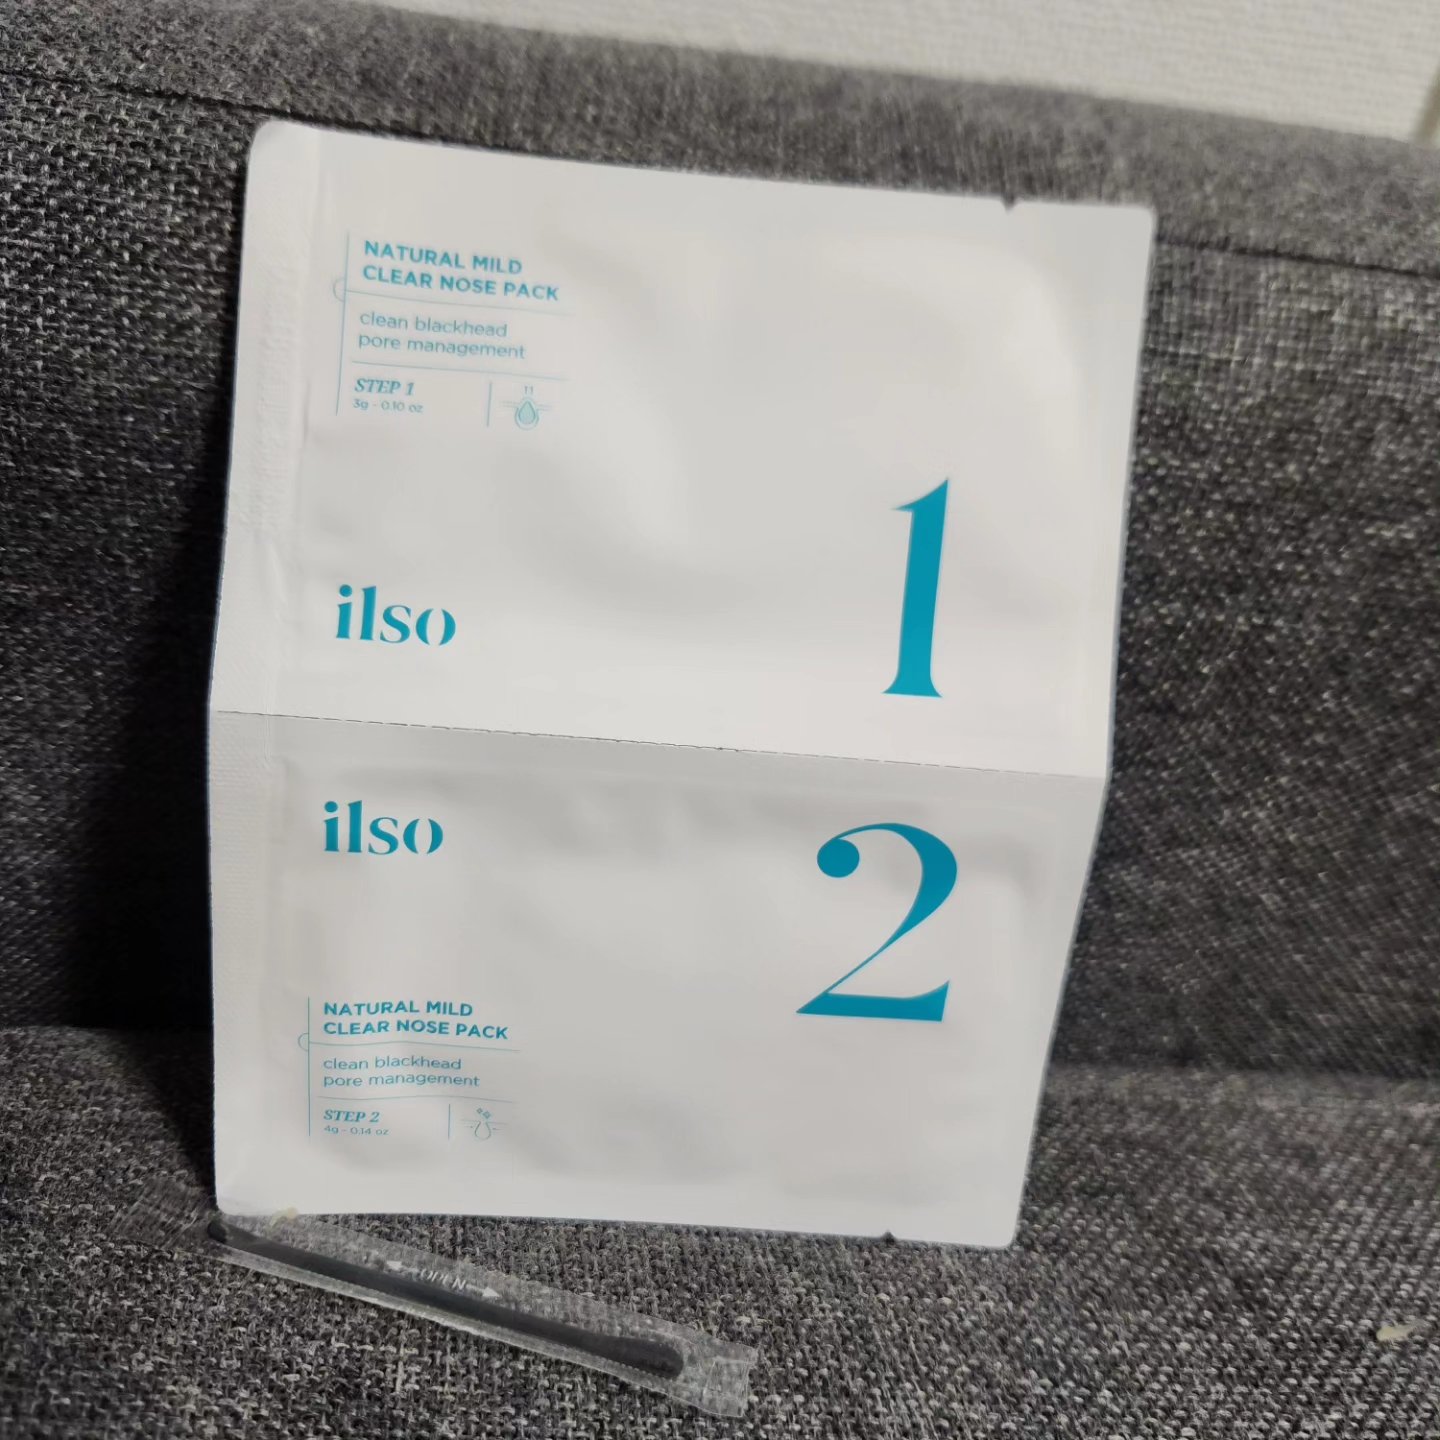 NATURAL MILD
CLEAR NOSE PACK
clean blackhead
pore management
STEP 1
3g - 0.10 oz
ilso
1
ilso
2
NATURAL MILD
CLEAR NOSE PACK
clean blackhead
pore management
STEP 2
4g - 0.14 oz
OPEN